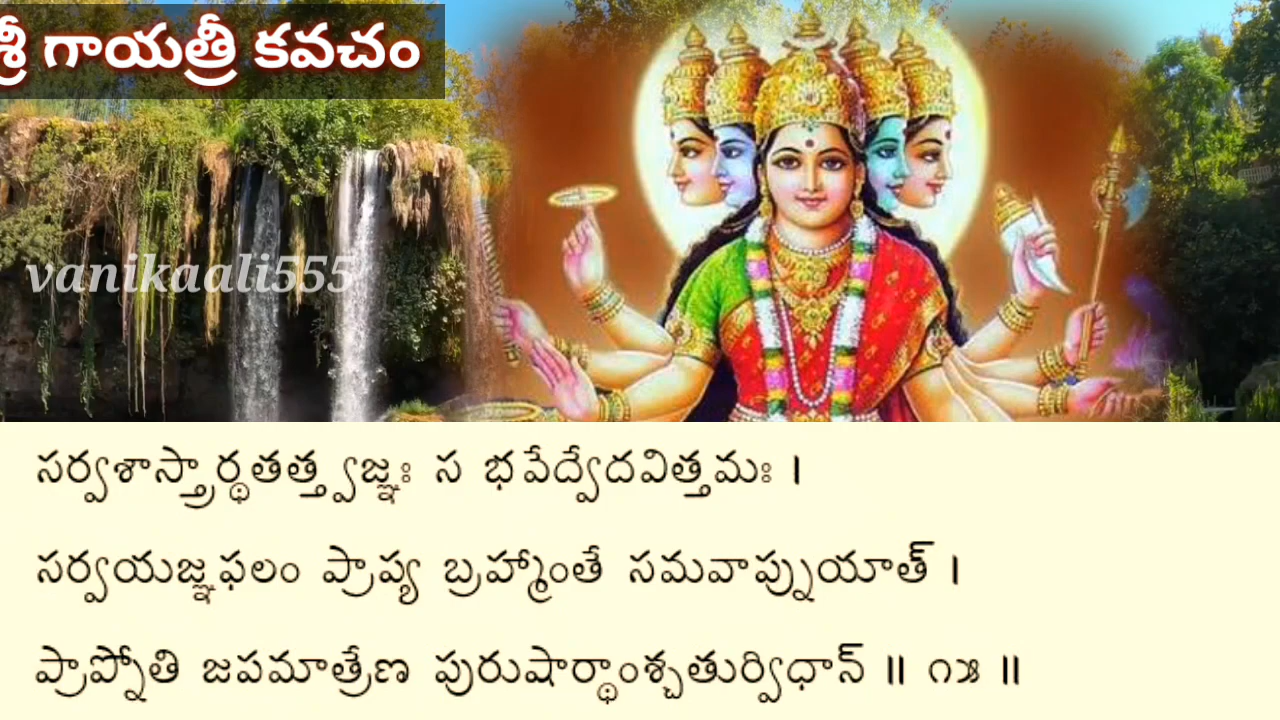 శ్రీ గాయత్రీ కవచం
vanikaali555
సర్వశాస్త్రార్థతత్త్వజ్ఞః స భవేద్వేదవిత్తమః ।
సర్వయజ్ఞఫలం ప్రాప్య బ్రహ్మాంతే సమవాప్నుయాత్ ।
ప్రాప్నోతి జపమాత్రేణ పురుషార్థాంశ్చతుర్విధాన్ ॥ ౧౫ ॥